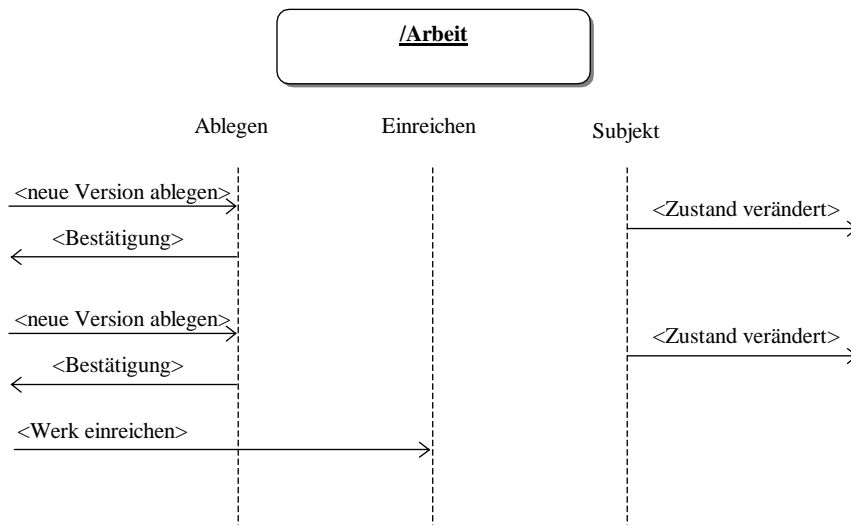 /Arbeit
Ablegen
Einreichen
Subjekt
<neue Version ablegen>
<Zustand verändert>
<Bestätigung>
<neue Version ablegen>
<Zustand verändert>
<Bestätigung>
<Werk einreichen>